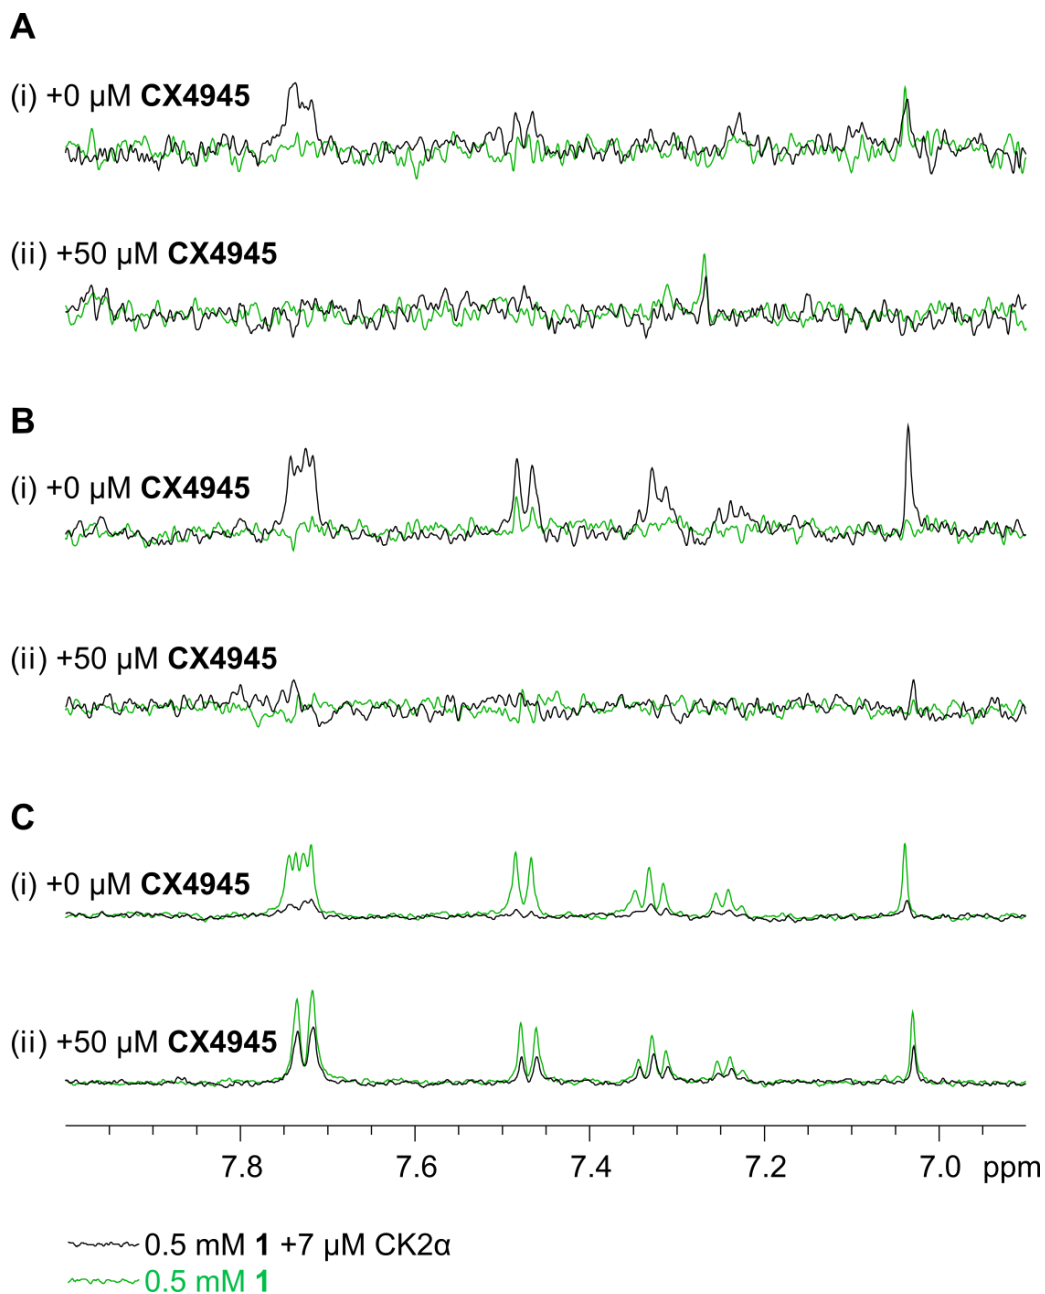 A
(i) +0 µM CX4945
(ii) +50 µM CX4945
B
(i) +0 µM CX4945
(ii) +50 µM CX4945
C
(i) +0 µM CX4945
(ii) +50 µM CX4945
7.8 7.6 7.4 7.2 7.0 ppm
0.5 mM 1 +7 µM CK2α
0.5 mM 1